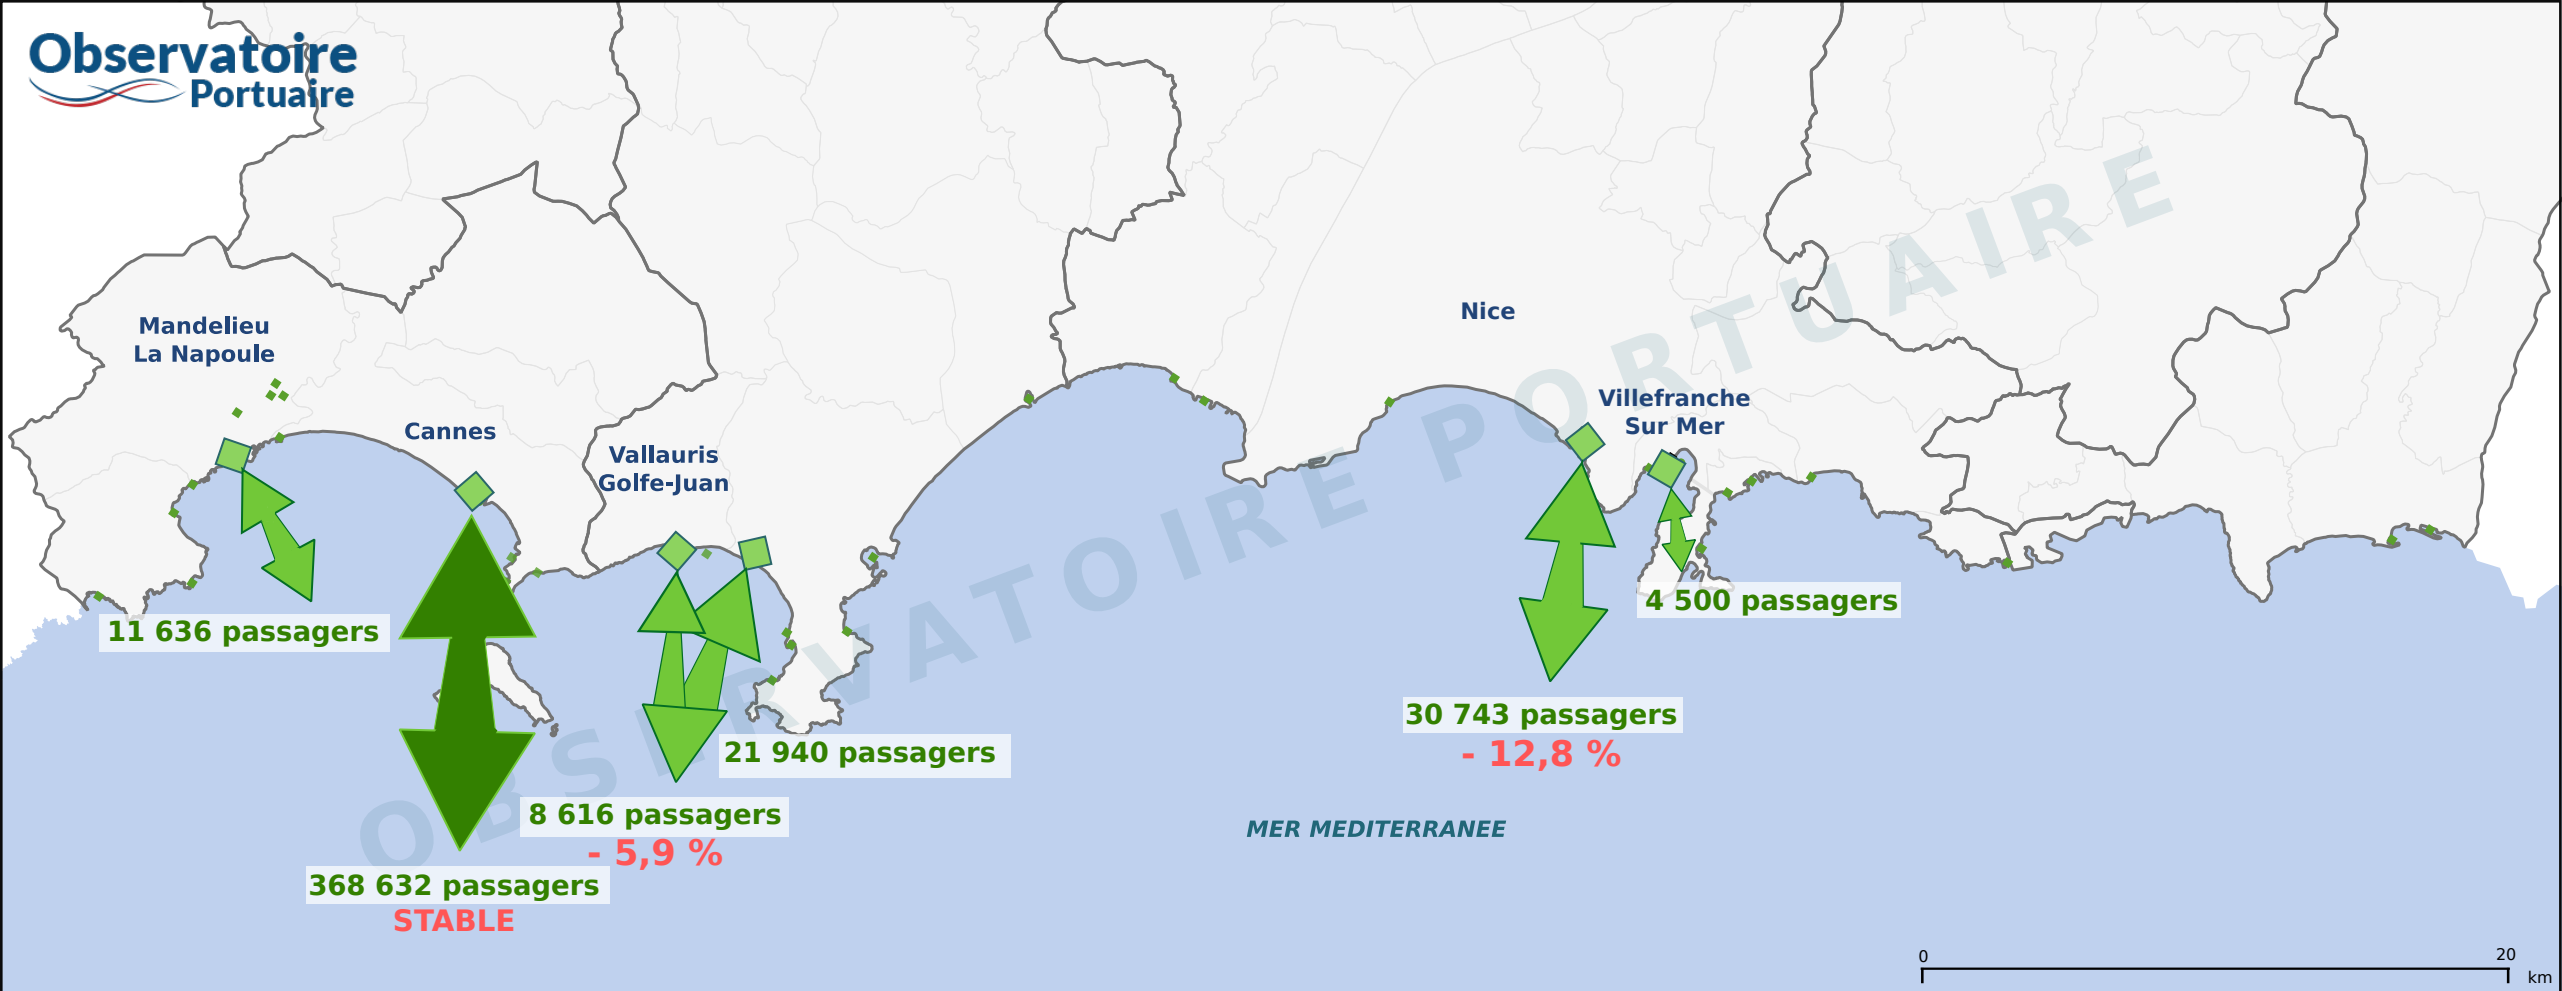 Observatoire
Portuaire
Mandelieu
La Napoule
Cannes
Vallauris
Golfe-Juan
Nice
Villefranche
Sur Mer
11 636 passagers
4 500 passagers
30 743 passagers
- 12,8 %
21 940 passagers
8 616 passagers
- 5,9 %
368 632 passagers
STABLE
MER MEDITERRANEE
OBSERVATOIRE PORTUAIRE
0
20
km